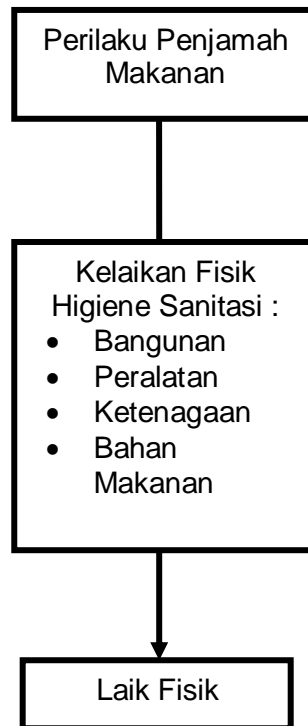 Perilaku Penjamah
Makanan
Kelaikan Fisik
Higiene Sanitasi :
• Bangunan
• Peralatan
• Ketenagaan
• Bahan
Makanan
Laik Fisik